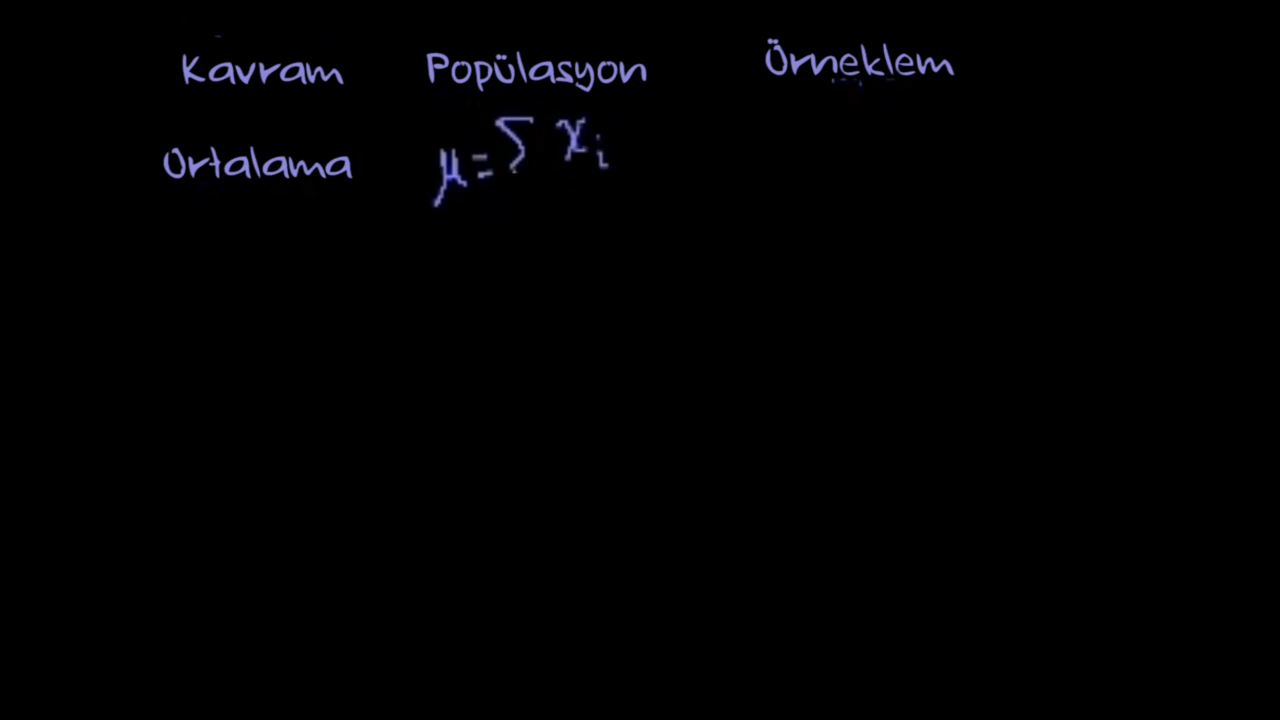 Kavram Popülasyon Örneklem
Ortalama μ = Σ xᵢ